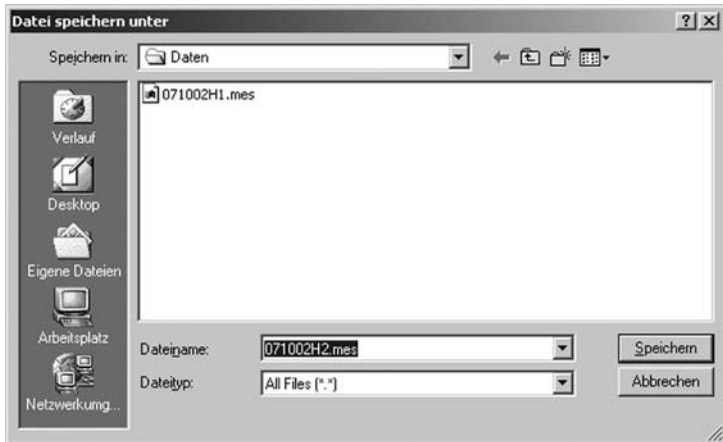 Datei speichern unter
Speichern in: Daten
071002H1.mes
Verlauf
Desktop
Eigene Dateien
Arbeitsplatz
Netzwerkumg...
Dateiname: 071002H2.mes Speichern
Dateityp: All Files (*.*) Abbrechen